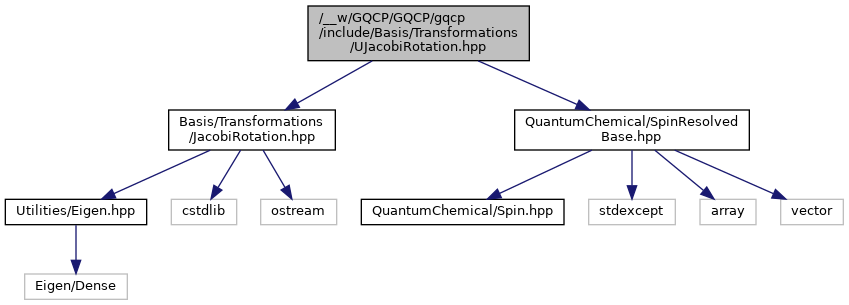 /__w/GQCP/GQCP/gqcp
/include/Basis/Transformations
/UJacobiRotation.hpp
Basis/Transformations
/JacobiRotation.hpp
QuantumChemical/SpinResolved
Base.hpp
Utilities/Eigen.hpp
cstdlib
ostream
QuantumChemical/Spin.hpp
stdexcept
array
vector
Eigen/Dense